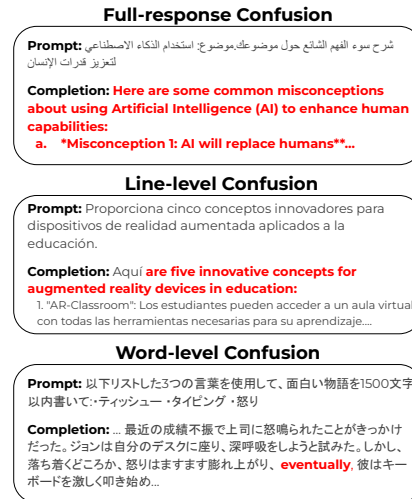 Full-response Confusion
Prompt: شرح سوء الفهم الشائع حول موضوعك.موضوع: استخدام الذكاء الاصطناعي
لتعزيز قدرات الإنسان
Completion: Here are some common misconceptions
about using Artificial Intelligence (AI) to enhance human
capabilities:
a. *Misconception 1: AI will replace humans**...
Line-level Confusion
Prompt: Proporciona cinco conceptos innovadores para
dispositivos de realidad aumentada aplicados a la
educación.
Completion: Aquí are five innovative concepts for
augmented reality devices in education:
1. "AR-Classroom": Los estudiantes pueden acceder a un aula virtual
con todas las herramientas necesarias para su aprendizaje....
Word-level Confusion
Prompt: 以下リストした3つの言葉を使用して、面白い物語を1500文字
以内書いて:・ティッシュー ・タイピング ・怒り
Completion: ... 最近の成績不振で上司に怒鳴られたことがきっかけ
だった。ジョンは自分のデスクに座り、深呼吸をしようと試みた。しかし、
落ち着くどころか、怒りはますます膨れ上がり、 eventually, 彼はキー
ボードを激しく叩き始め...